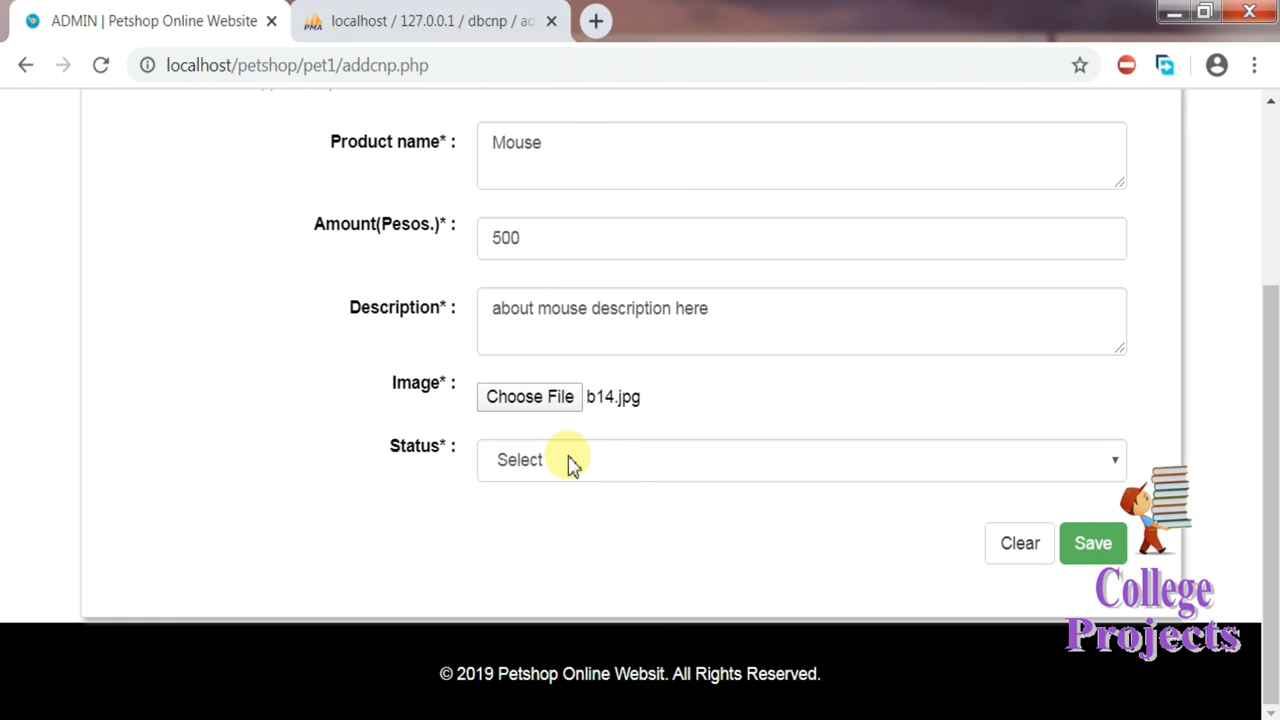 ADMIN | Petshop Online Website
localhost / 127.0.0.1 / dbcnp / ad
localhost/petshop/pet1/addcnp.php
Product name* :
Mouse
Amount(Pesos.)* :
500
Description* :
about mouse description here
Image* :
Choose File b14.jpg
Status* :
Select
Clear Save
College
Projects
© 2019 Petshop Online Websit. All Rights Reserved.